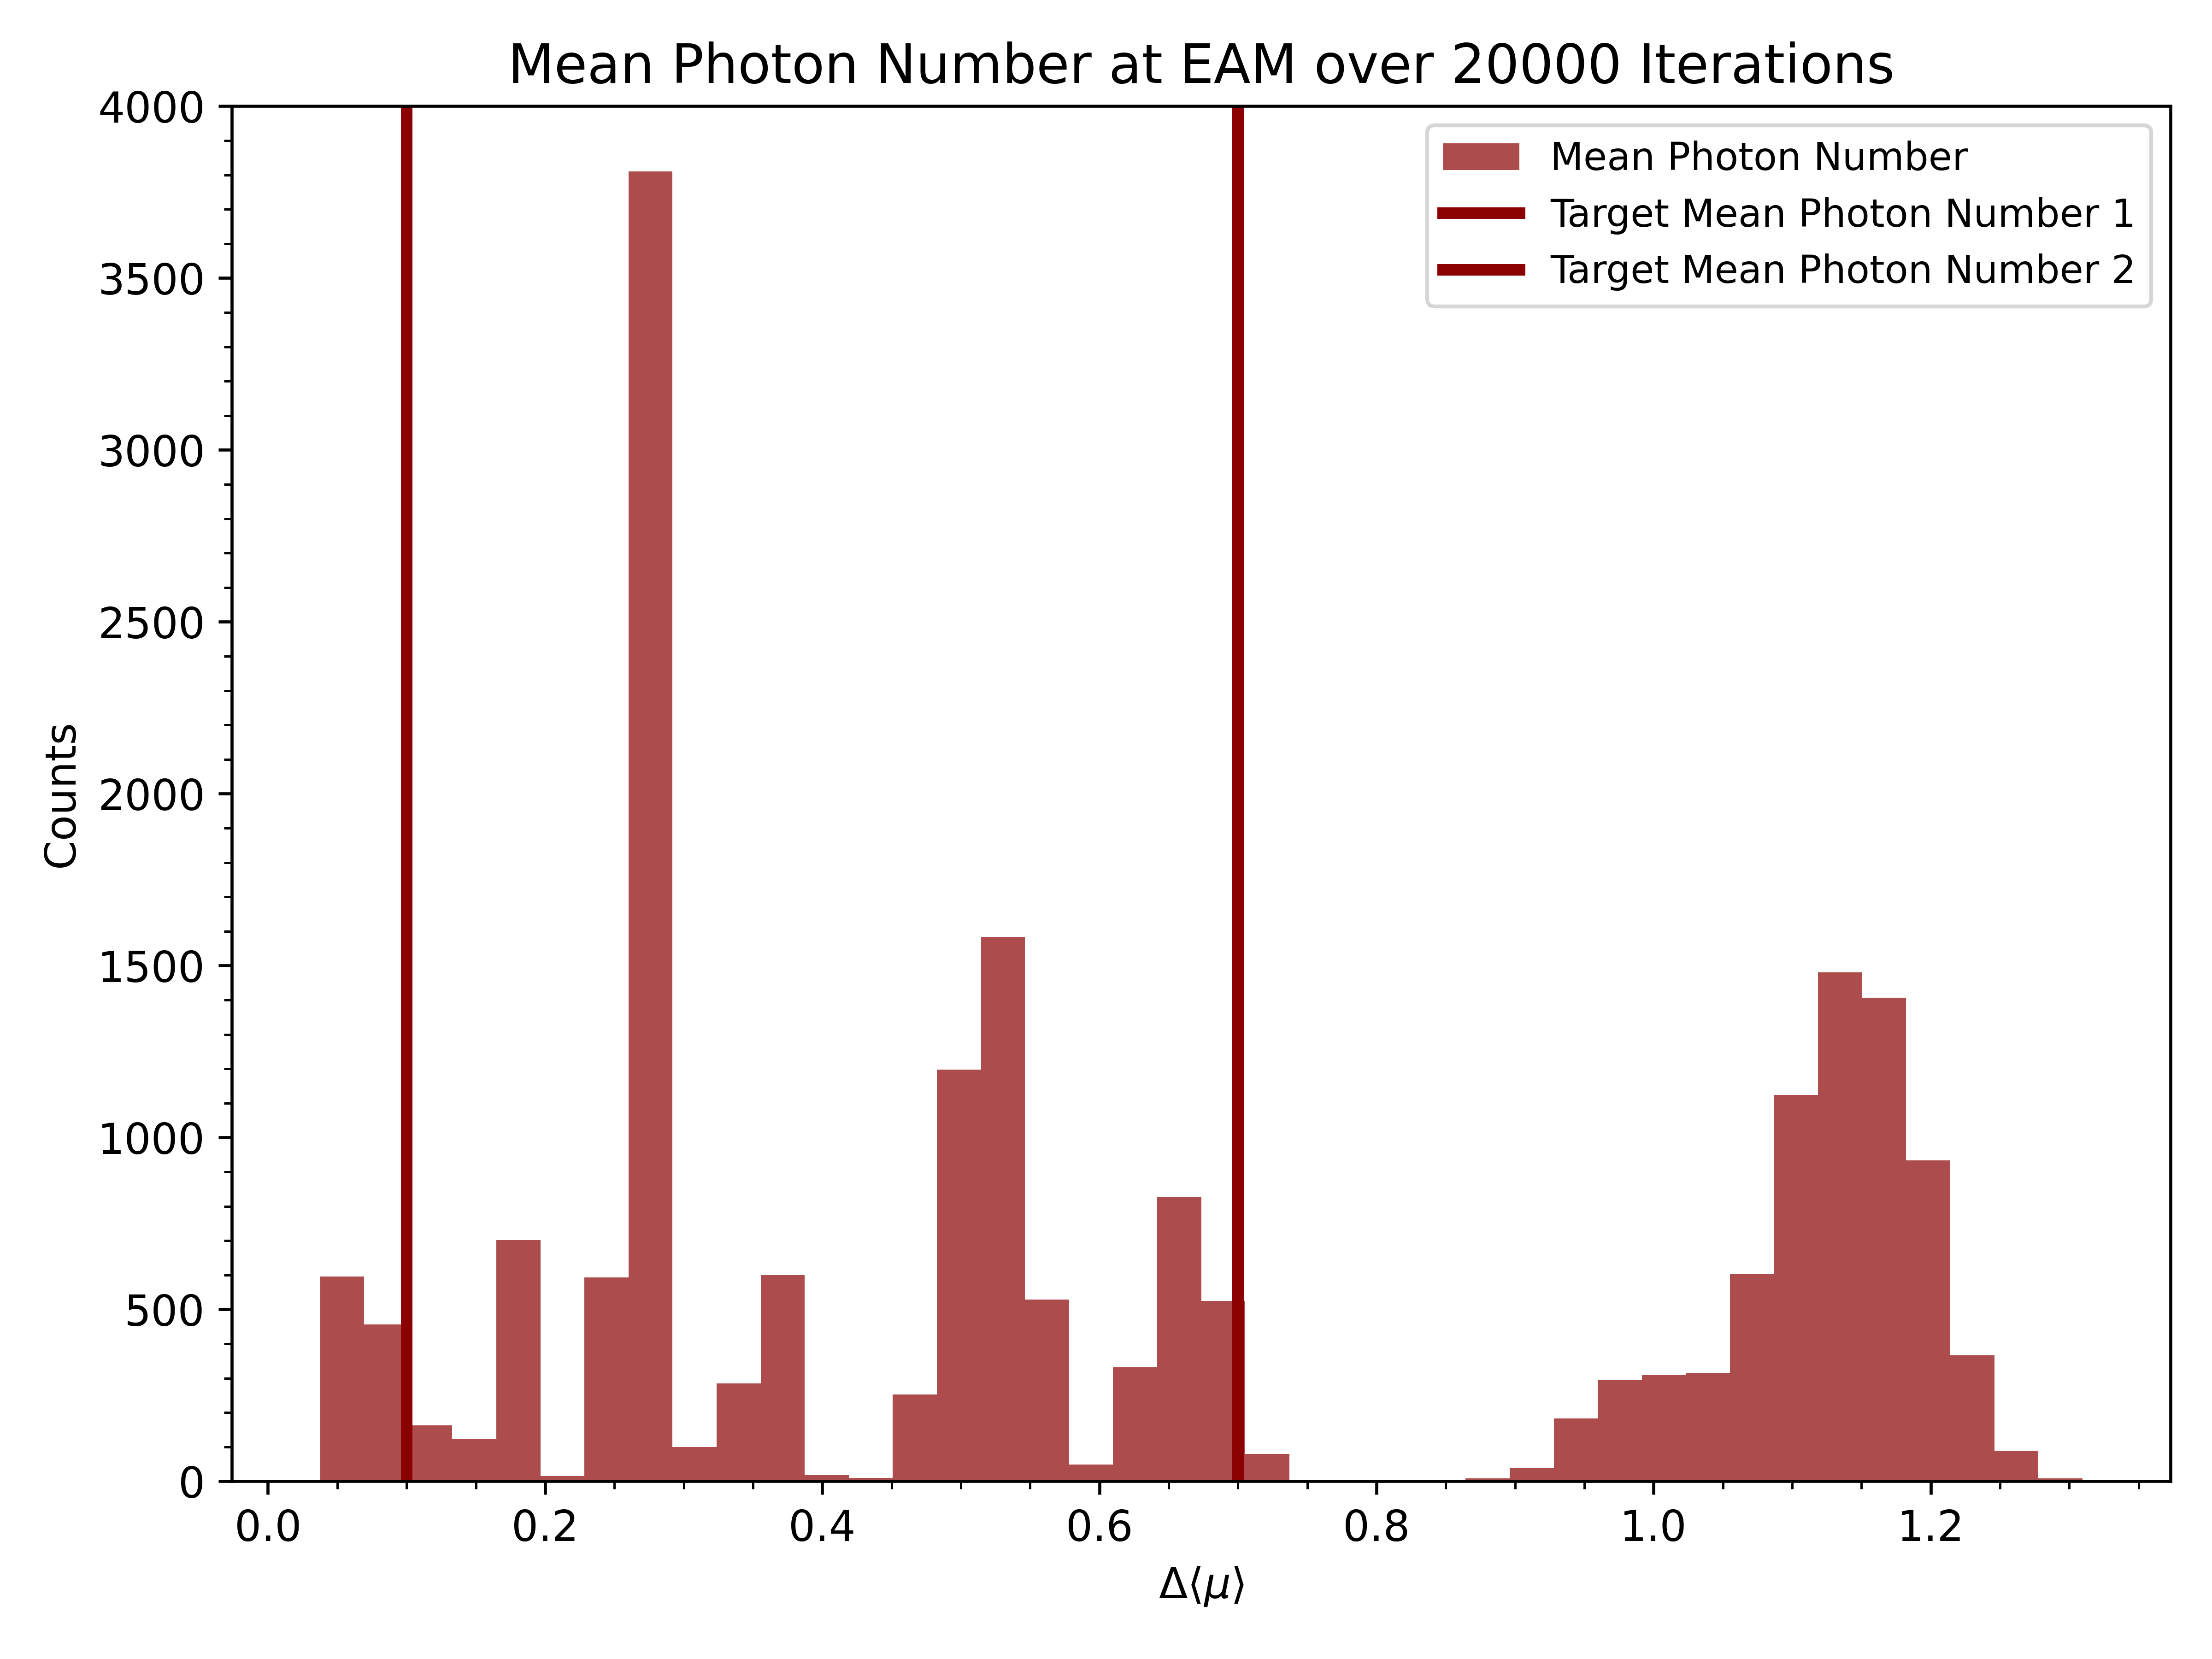 Mean Photon Number at EAM over 20000 Iterations
4000
3500
3000
2500
2000
1500
1000
500
0
Counts
Mean Photon Number
Target Mean Photon Number 1
Target Mean Photon Number 2
0.0 0.2 0.4 0.6 0.8 1.0 1.2
Δ⟨μ⟩